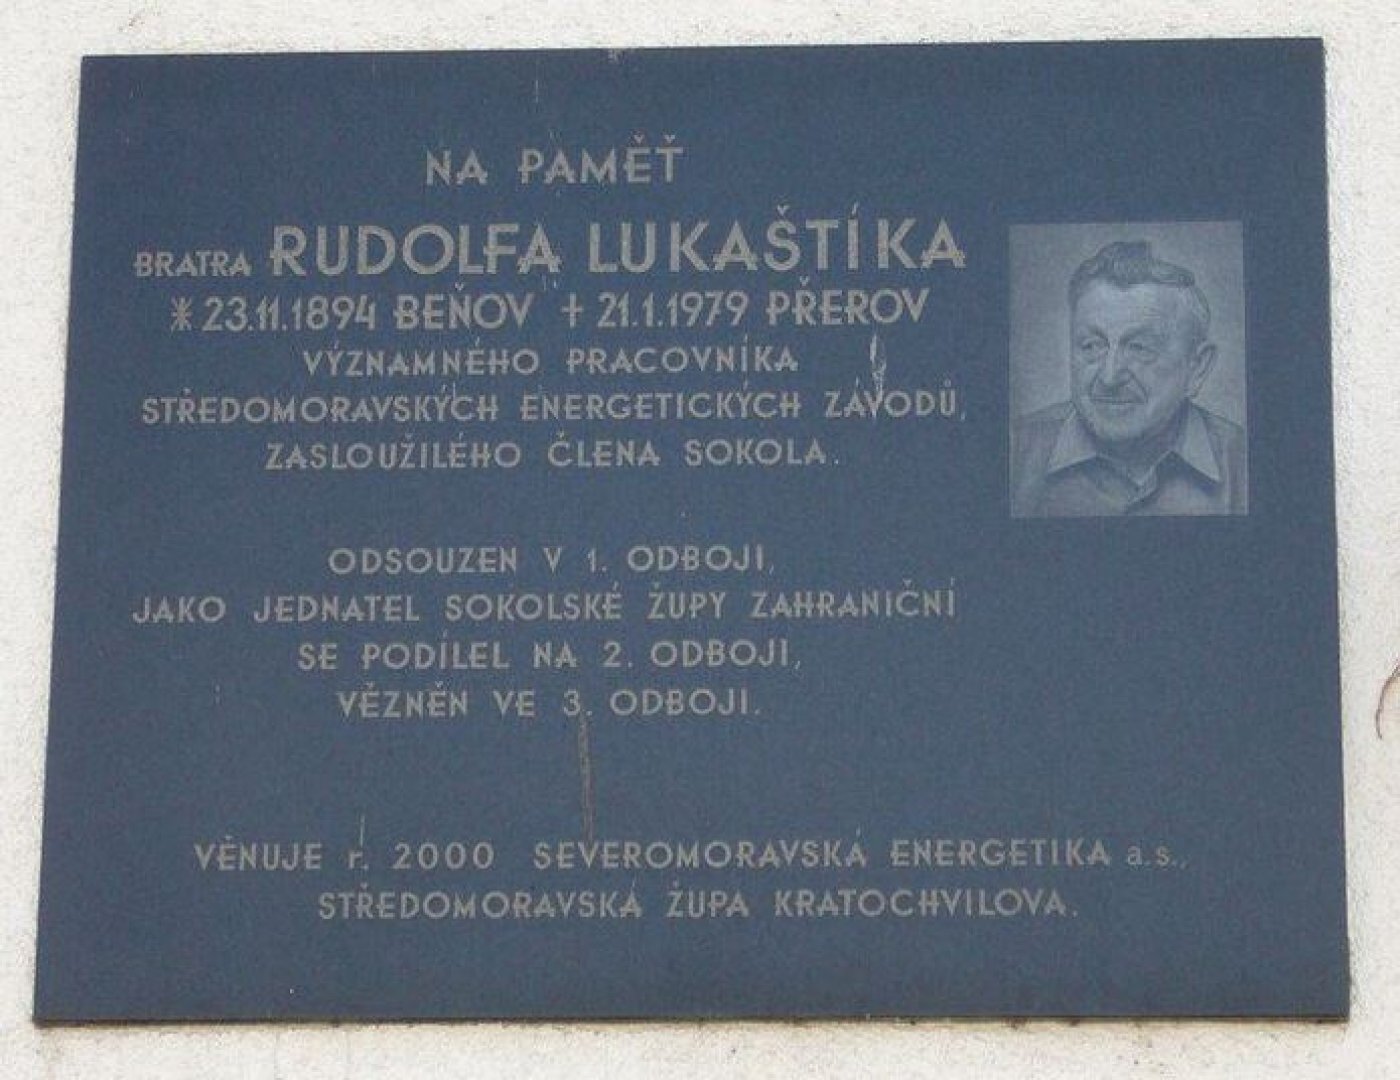 NA PAMĚŤ
BRATRA RUDOLFA LUKAŠTÍKA
* 23.11.1894 BEŇOV + 21.1.1979 PŘEROV
VÝZNAMNÉHO PRACOVNÍKA
STŘEDOMORAVSKÝCH ENERGETICKÝCH ZÁVODŮ,
ZASLOUŽILÉHO ČLENA SOKOLA.
ODSOUZEN V 1. ODBOJI,
JAKO JEDNATEL SOKOLSKÉ ŽUPY ZAHRANIČNÍ
SE PODÍLEL NA 2. ODBOJI,
VĚZNĚN VE 3. ODBOJI.
VĚNUJE r. 2000 SEVEROMORAVSKÁ ENERGETIKA a.s.,
STŘEDOMORAVSKÁ ŽUPA KRATOCHVILOVA.